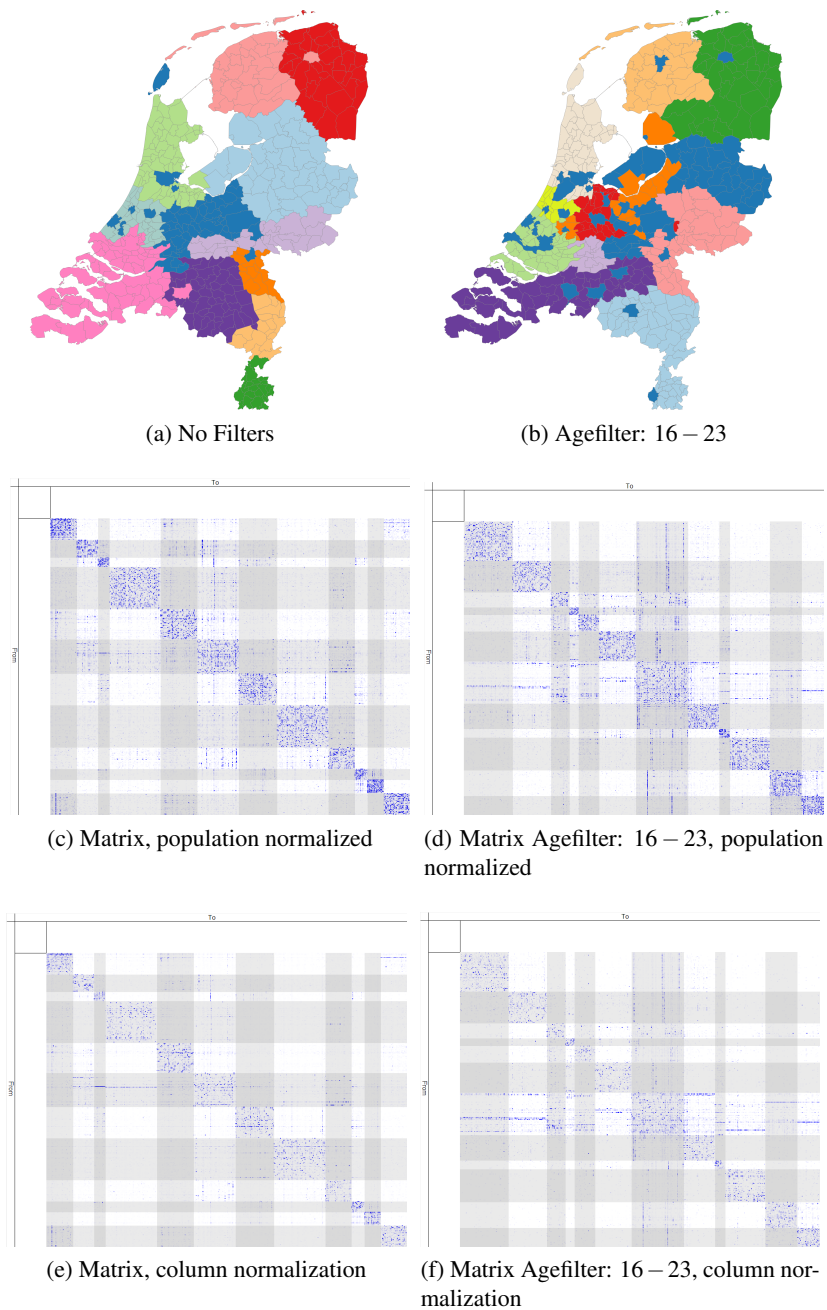 (a) No Filters
(b) Agefilter: 16 – 23
To
From
To
From
(c) Matrix, population normalized
(d) Matrix Agefilter: 16 – 23, population
normalized
To
From
To
From
(e) Matrix, column normalization
(f) Matrix Agefilter: 16 – 23, column nor-
malization